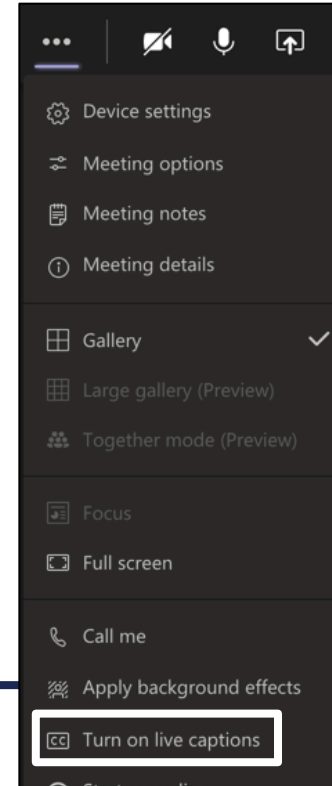 Device settings
Meeting options
Meeting notes
Meeting details
Gallery
Large gallery (Preview)
Together mode (Preview)
Focus
Full screen
Call me
Apply background effects
CC Turn on live captions